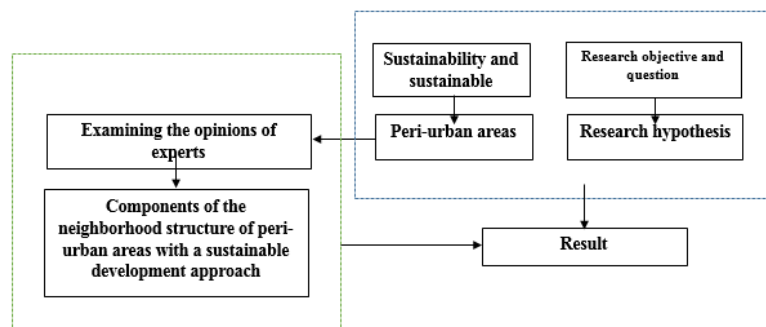 Sustainability and
sustainable
Research objective and
question
Peri-urban areas
Research hypothesis
Examining the opinions of
experts
Components of the
neighborhood structure of peri-
urban areas with a sustainable
development approach
Result